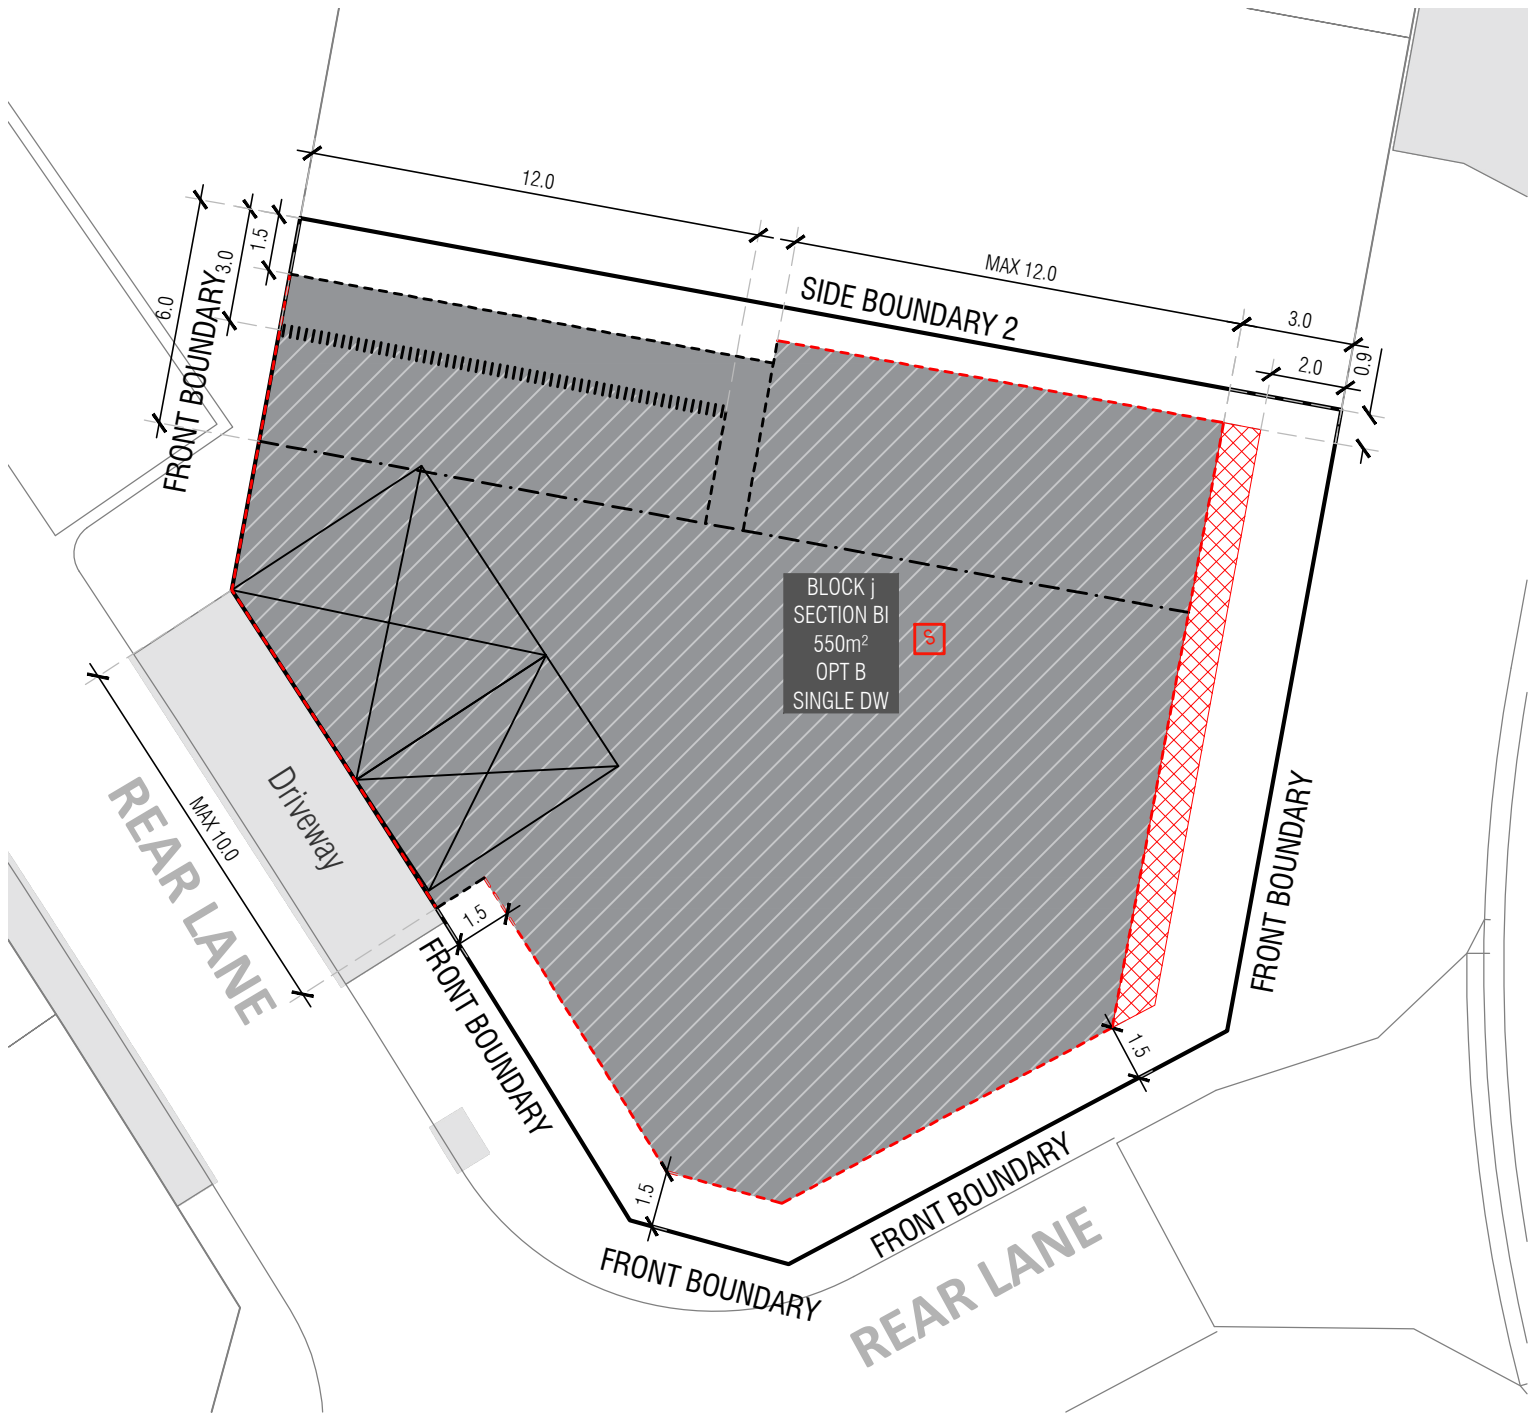 12.0
MAX 12.0
3.0
2.0
0.9
1.5
3.0
6.0
SIDE BOUNDARY 2
FRONT BOUNDARY
BLOCK j
SECTION BI
550m²
OPT B
SINGLE DW
S
Driveway
MAX 10.0
REAR LANE
1.5
FRONT BOUNDARY
FRONT BOUNDARY
1.5
1.5
FRONT BOUNDARY
FRONT BOUNDARY
REAR LANE